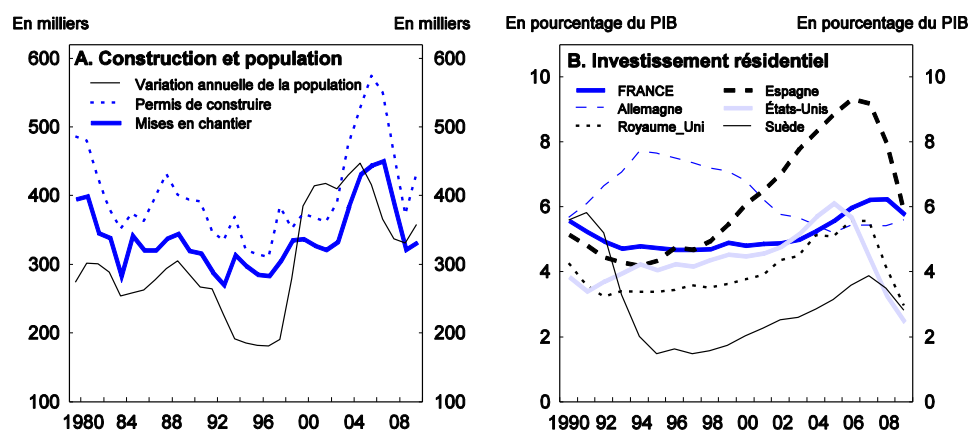 En milliers En milliers
600 600
A. Construction et population
Variation annuelle de la population
Permis de construire
Mises en chantier
500 500
400 400
300 300
200 200
100 100
1980 84 88 92 96 00 04 08
En pourcentage du PIB En pourcentage du PIB
B. Investissement résidentiel
10 10
FRANCE Espagne
Allemagne États-Unis
Royaume_Uni Suède
8 8
6 6
4 4
2 2
0 0
1990 92 94 96 98 00 02 04 06 08